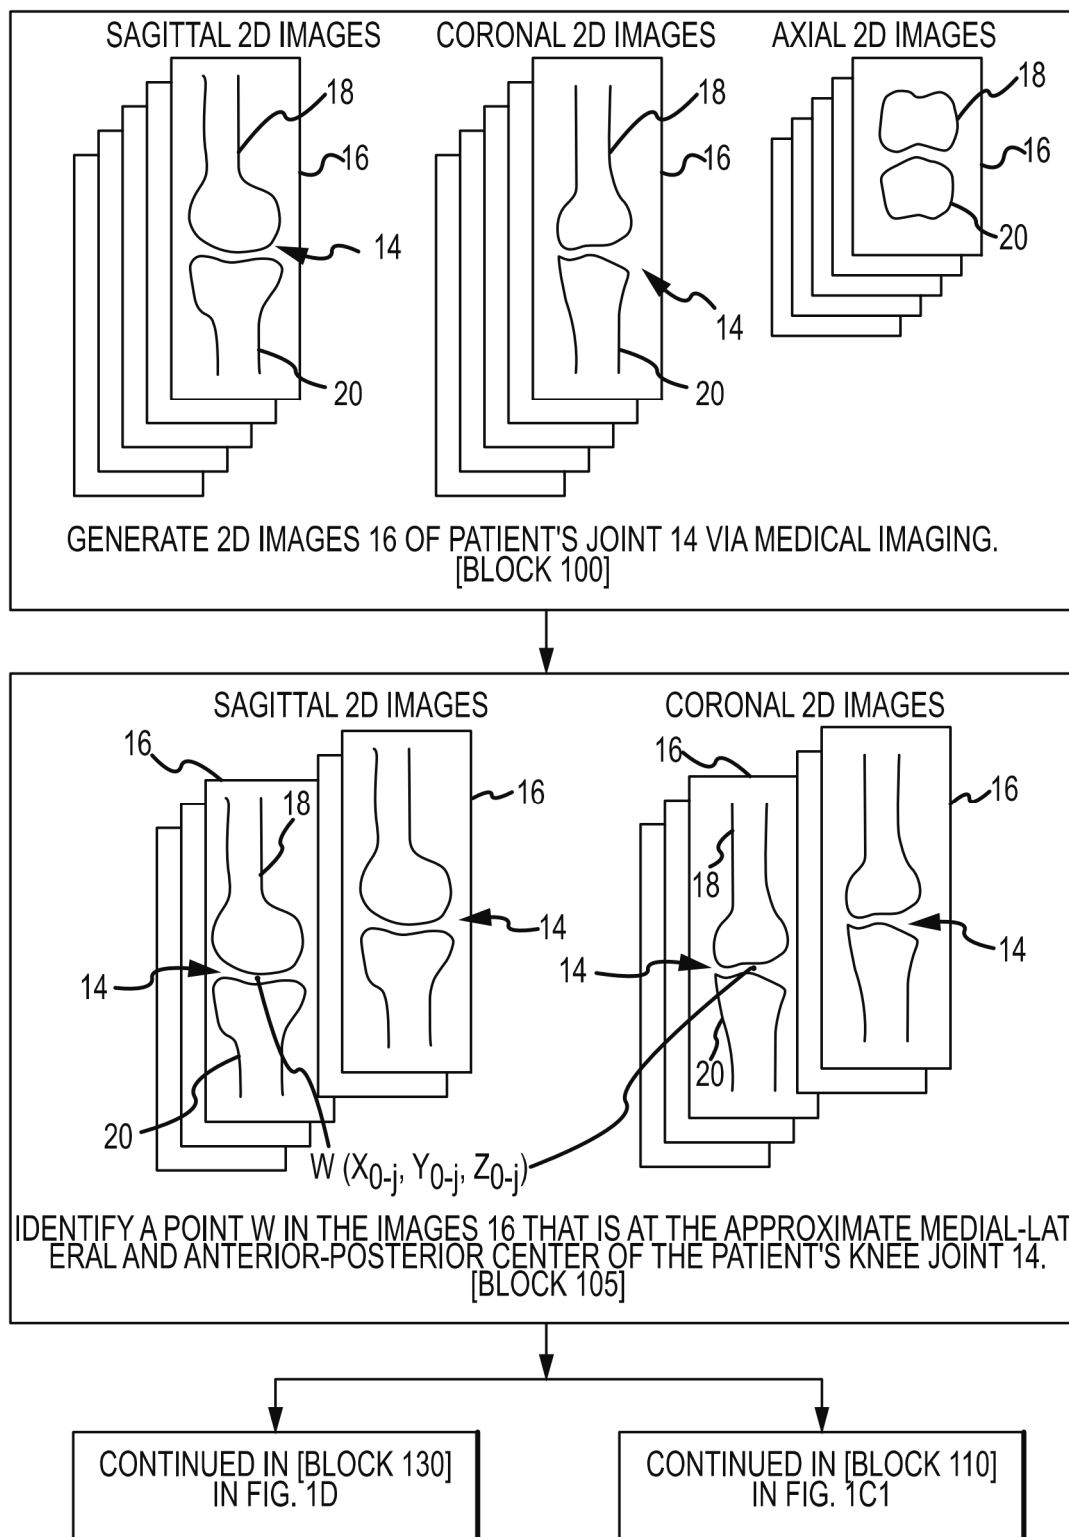 SAGITTAL 2D IMAGES
CORONAL 2D IMAGES
AXIAL 2D IMAGES
18
16
14
20
18
16
14
20
18
16
20
GENERATE 2D IMAGES 16 OF PATIENT'S JOINT 14 VIA MEDICAL IMAGING.
[BLOCK 100]
SAGITTAL 2D IMAGES
CORONAL 2D IMAGES
16
18
16
14
14
20
16
18
16
14
14
20
W (X0-j, Y0-j, Z0-j)
IDENTIFY A POINT W IN THE IMAGES 16 THAT IS AT THE APPROXIMATE MEDIAL-LAT
ERAL AND ANTERIOR-POSTERIOR CENTER OF THE PATIENT'S KNEE JOINT 14.
[BLOCK 105]
CONTINUED IN [BLOCK 130]
IN FIG. 1D
CONTINUED IN [BLOCK 110]
IN FIG. 1C1